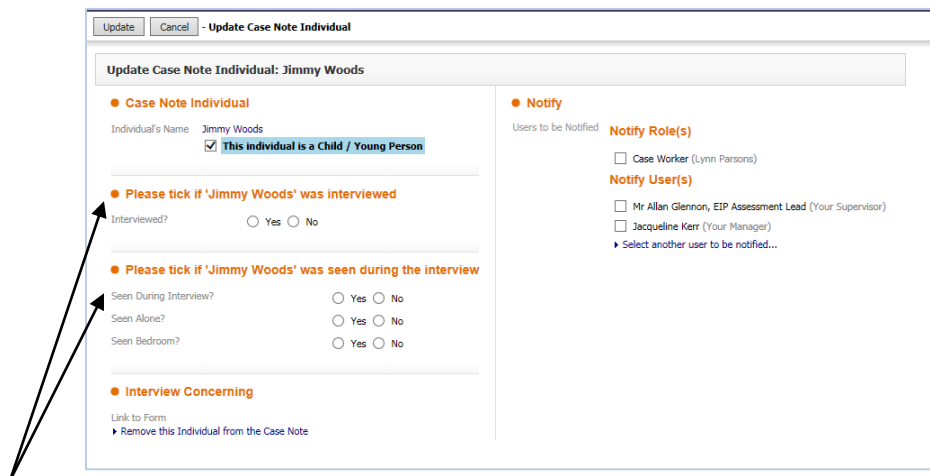 Update Cancel - Update Case Note Individual
Update Case Note Individual: Jimmy Woods
Case Note Individual
Individual's Name Jimmy Woods
This individual is a Child / Young Person
Please tick if 'Jimmy Woods' was interviewed
Interviewed? Yes No
Please tick if 'Jimmy Woods' was seen during the interview
Seen During Interview? Yes No
Seen Alone? Yes No
Seen Bedroom? Yes No
Interview Concerning
Link to Form
Remove this Individual from the Case Note
Notify
Users to be Notified Notify Role(s)
Case Worker (Lynn Parsons)
Notify User(s)
Mr Allan Glennon, EIP Assessment Lead (Your Supervisor)
Jacqueline Kerr (Your Manager)
Select another user to be notified...